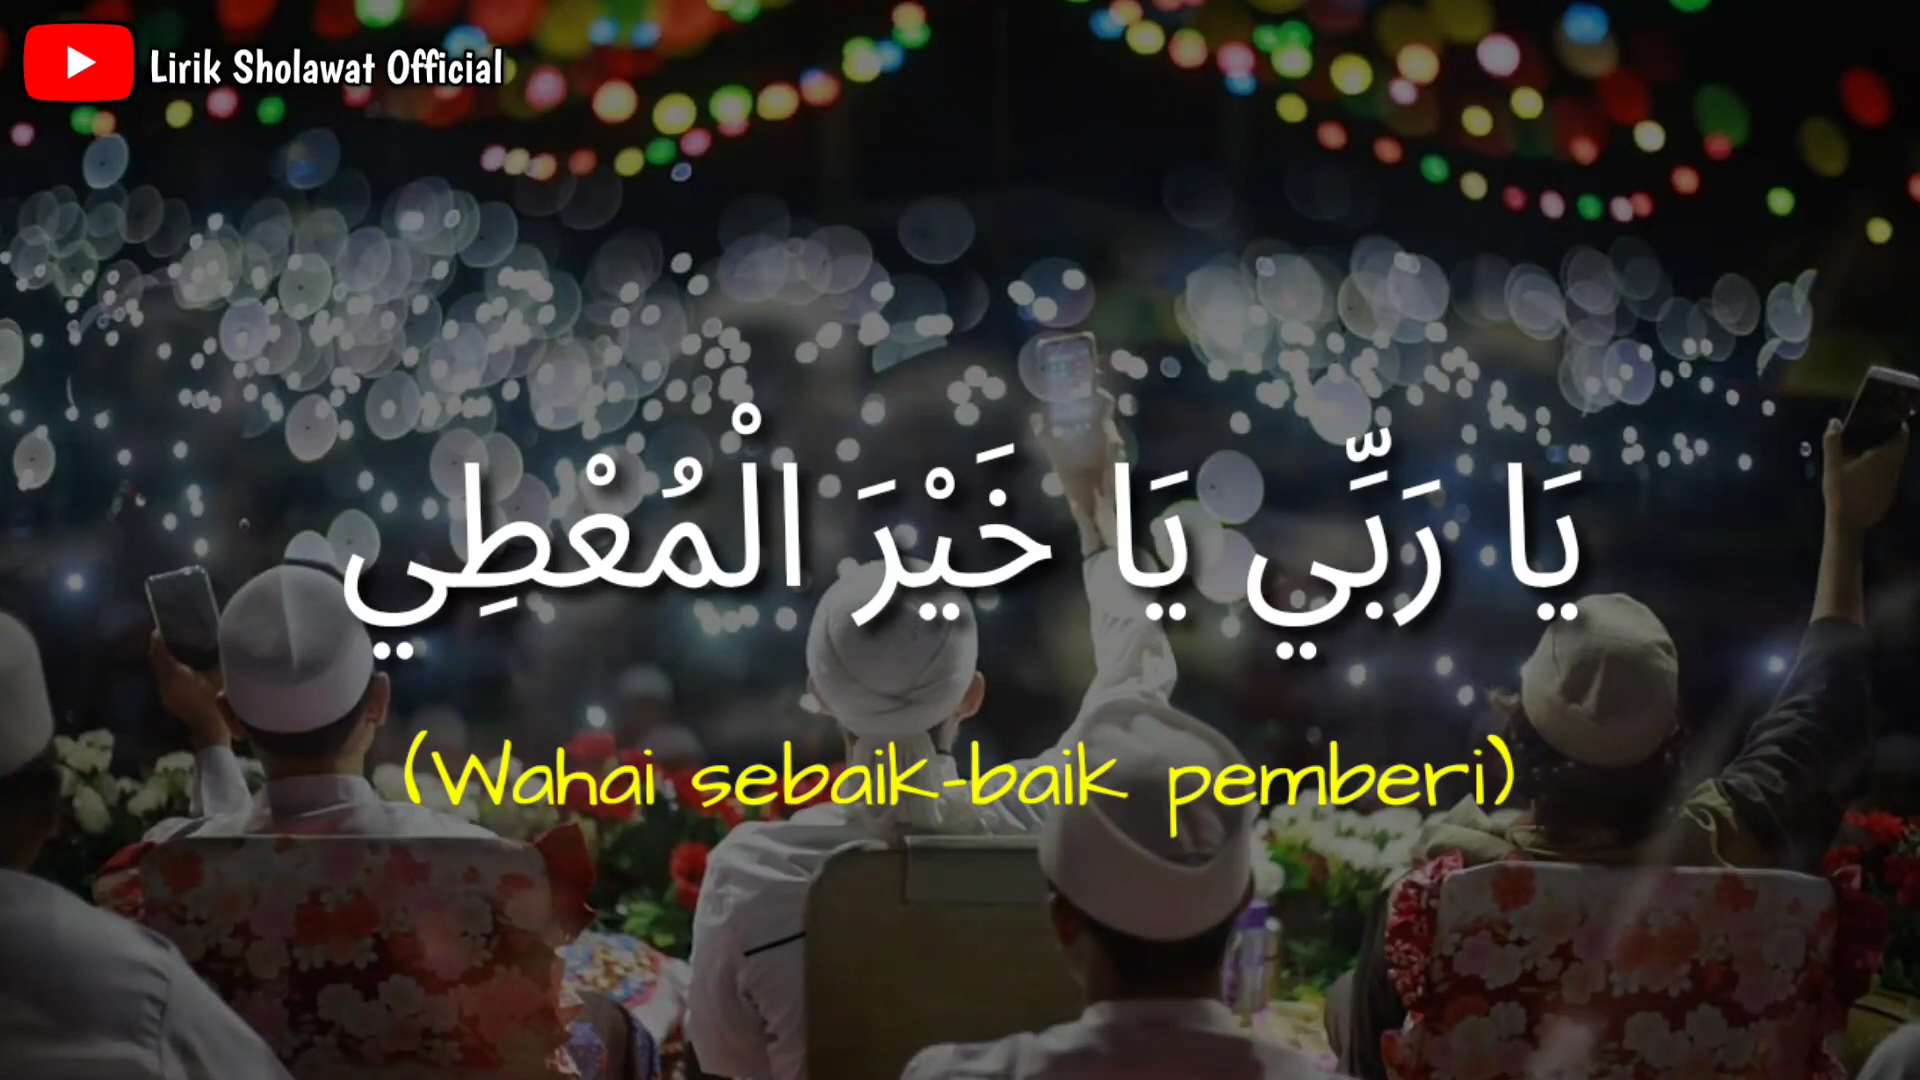 Lirik Sholawat Official
يَا رَبِّي يَا خَيْرَ الْمُعْطِي
(Wahai sebaik-baik pemberi)